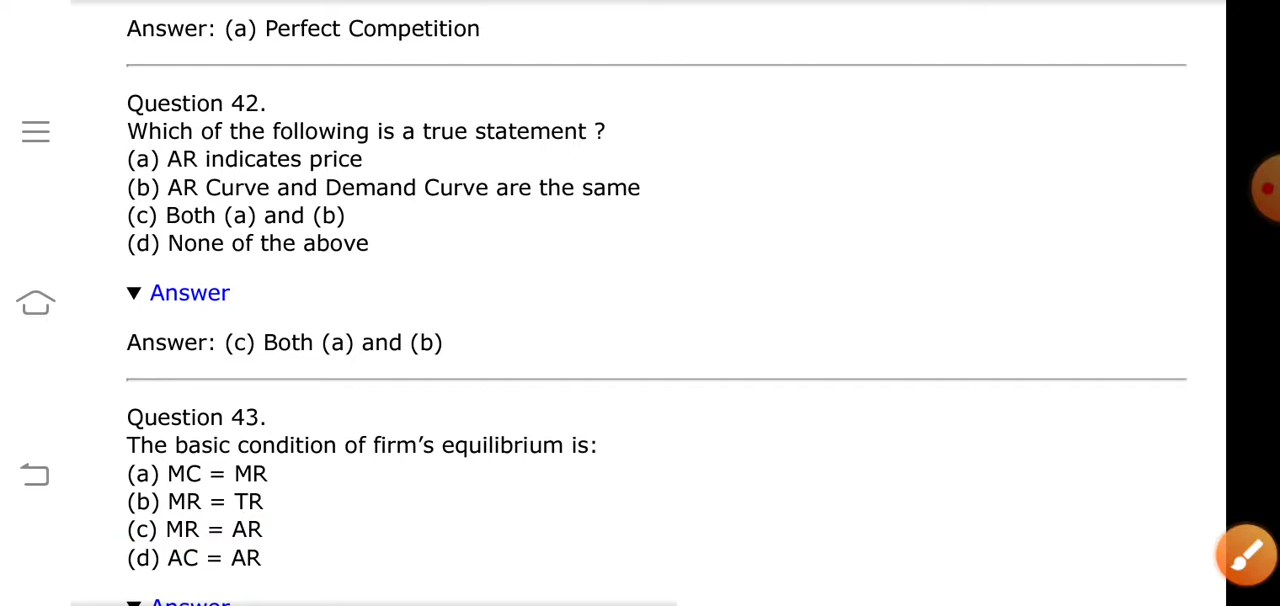 Answer: (a) Perfect Competition
Question 42.
Which of the following is a true statement ?
(a) AR indicates price
(b) AR Curve and Demand Curve are the same
(c) Both (a) and (b)
(d) None of the above
▼ Answer
Answer: (c) Both (a) and (b)
Question 43.
The basic condition of firm’s equilibrium is:
(a) MC = MR
(b) MR = TR
(c) MR = AR
(d) AC = AR
▼ Answer